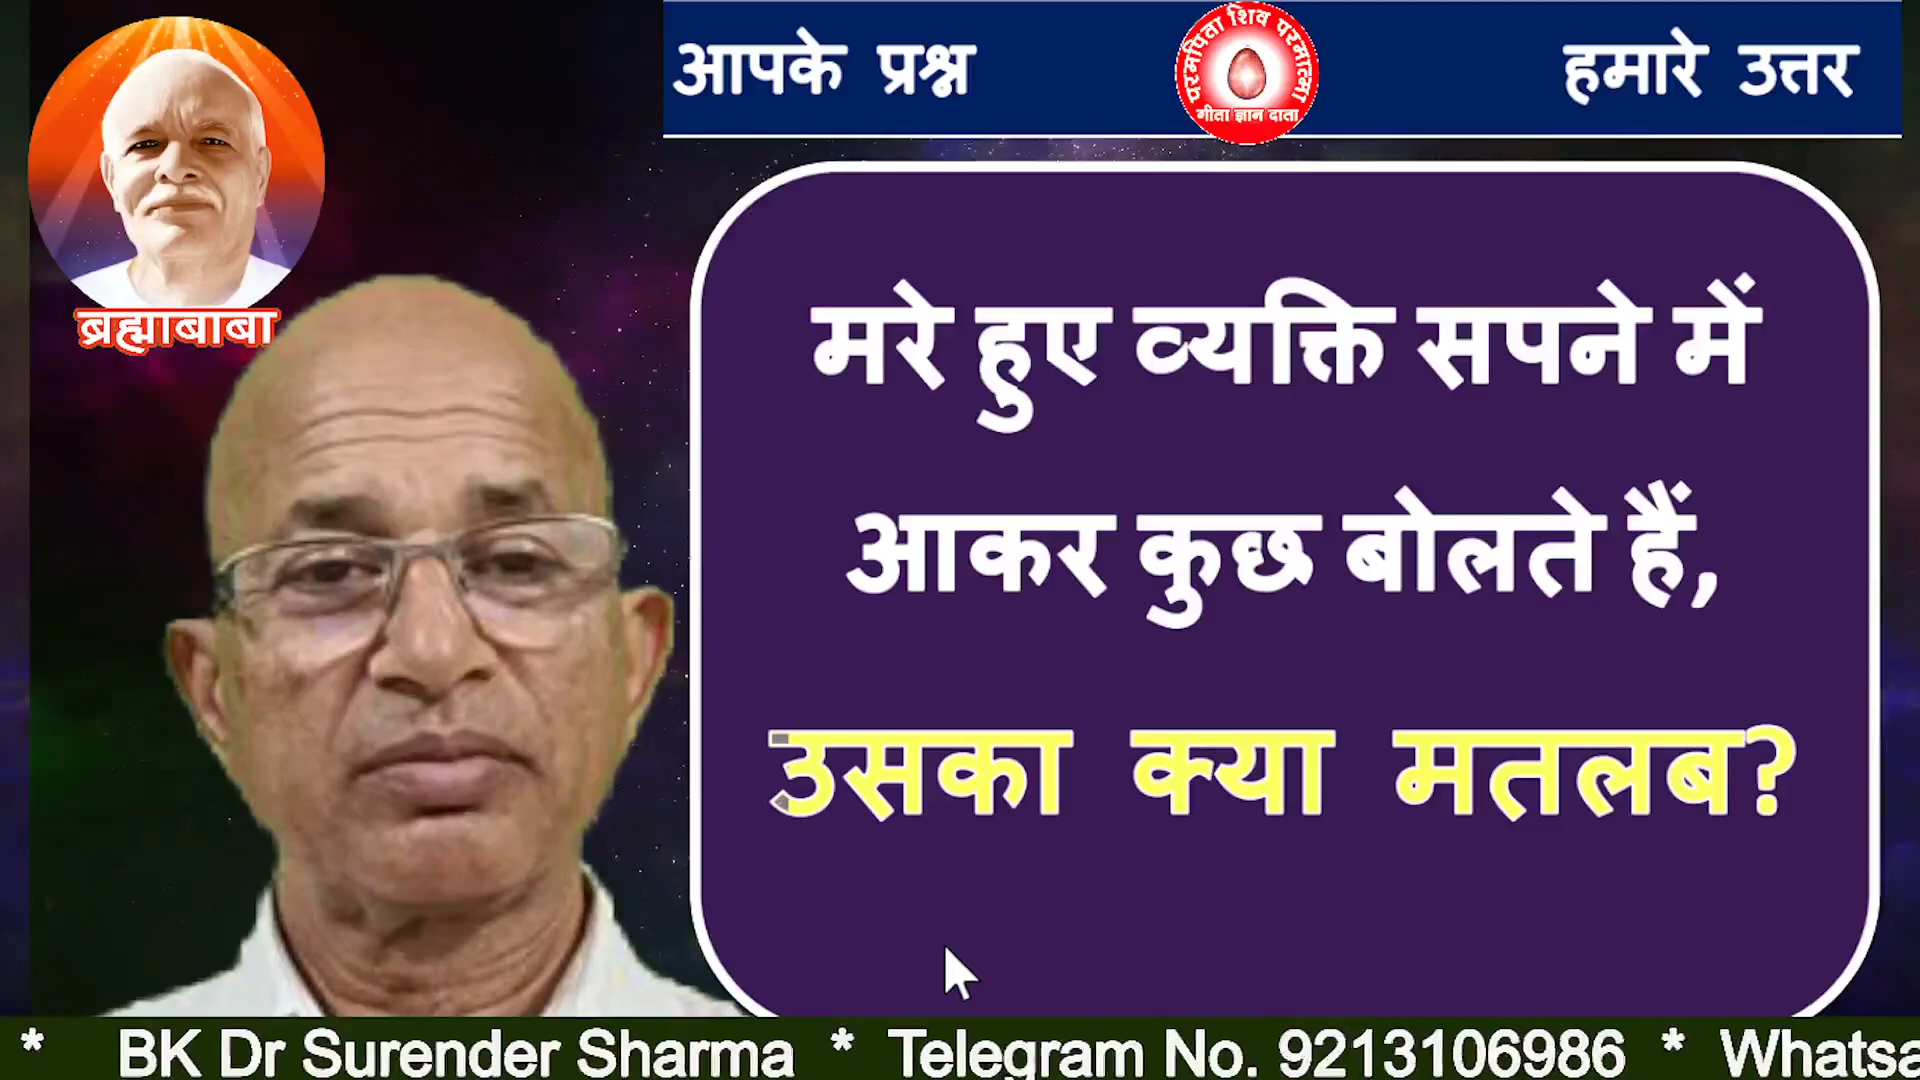 आपके प्रश्न
परमपिता शिव परमात्मा
गीता ज्ञान दाता
हमारे उत्तर
ब्रह्माबाबा
मरे हुए व्यक्ति सपने में
आकर कुछ बोलते हैं,
उसका क्या मतलब?
* BK Dr Surender Sharma * Telegram No. 9213106986 * Whatsa